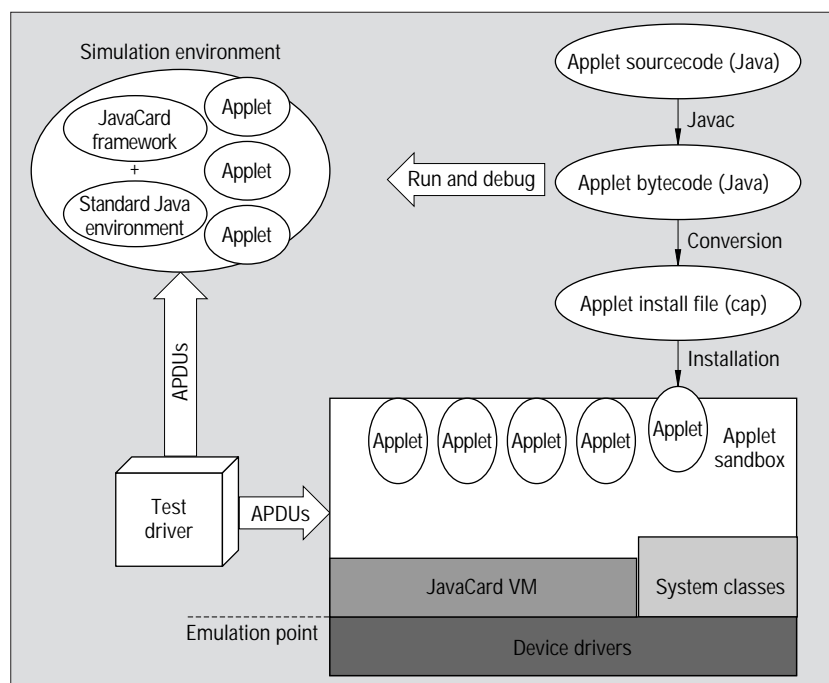 Simulation environment
JavaCard
framework
+
Standard Java
environment
Applet
Applet
Applet
Applet sourcecode (Java)
Javac
Run and debug
Applet bytecode (Java)
Conversion
Applet install file (cap)
Installation
APDUs
Test
driver
APDUs
Applet
Applet
Applet
Applet
Applet
Applet
sandbox
JavaCard VM
System classes
Emulation point
Device drivers